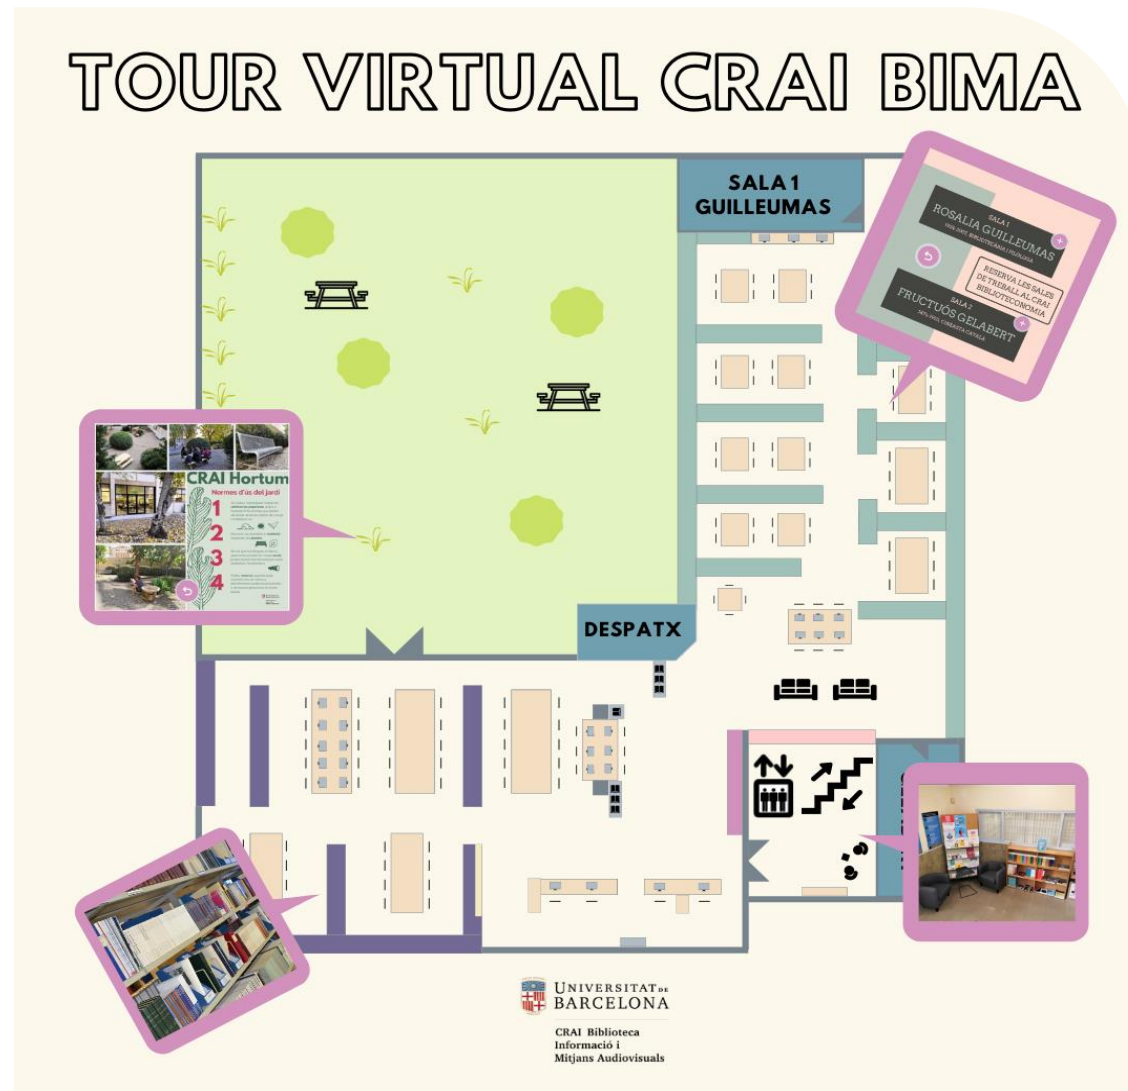 TOUR VIRTUAL CRAI BIMA
SALA 1
GUILLEUMAS
SALA 1
ROSALIA GUILLEUMAS
SALA 2
FRUCTUÓS GELABERT
RESERVA LES SALES
DE TREBALL AL CRAI
BIBLIOTECONOMIA
CRAI Hortum
Normes d'ús del jardí
1
2
3
4
DESPATX
UNIVERSITAT DE
BARCELONA
CRAI Biblioteca
Informació i
Mitjans Audiovisuals